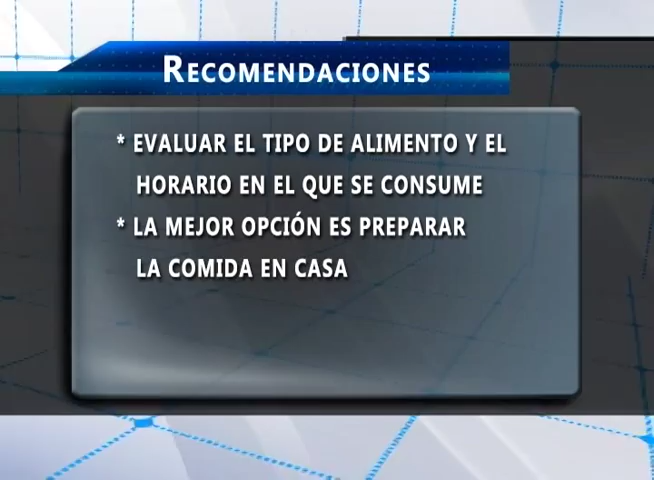 RECOMENDACIONES
* EVALUAR EL TIPO DE ALIMENTO Y EL
HORARIO EN EL QUE SE CONSUME
* LA MEJOR OPCIÓN ES PREPARAR
LA COMIDA EN CASA